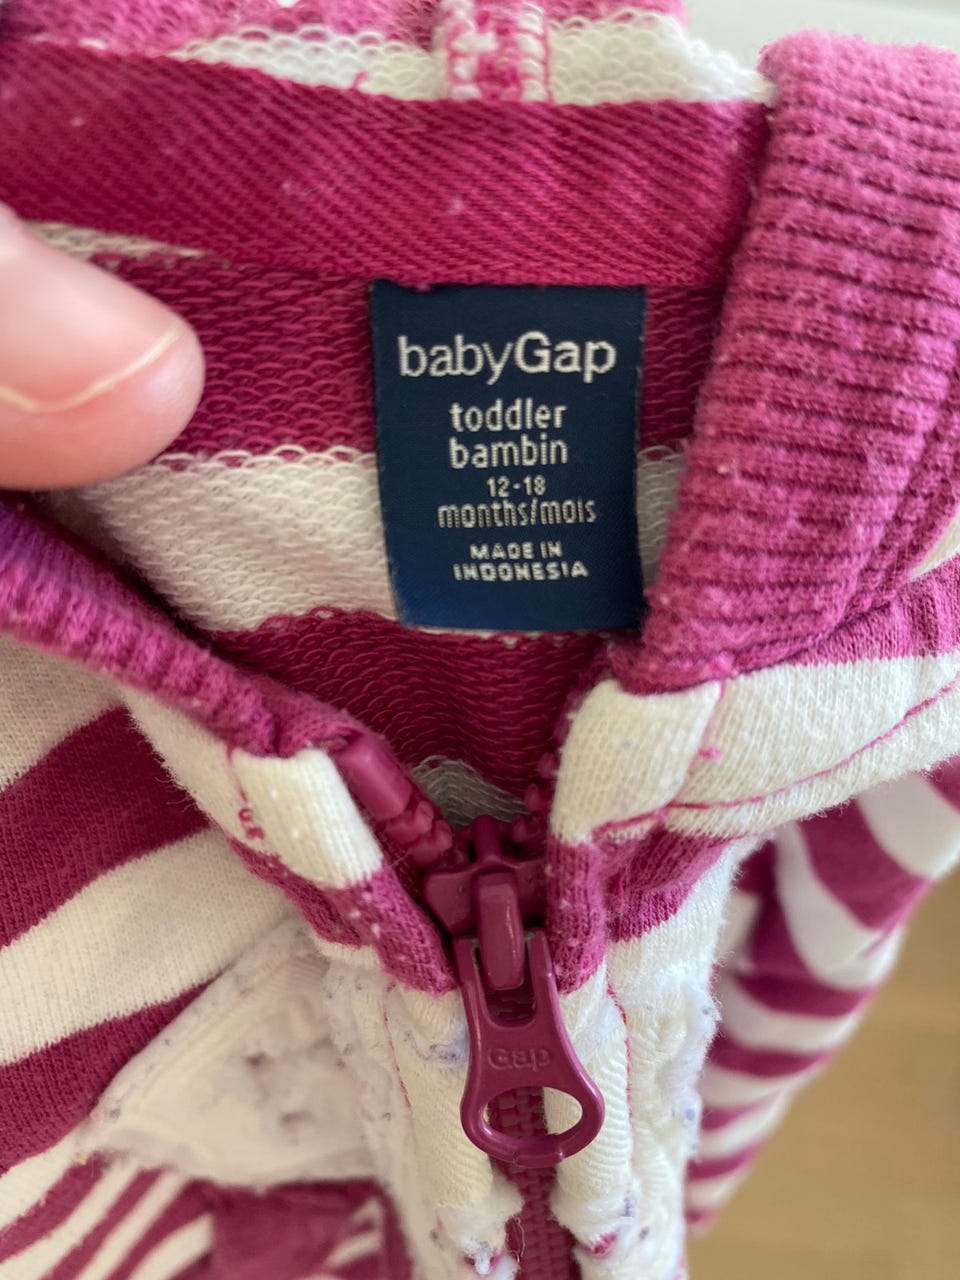 babyGap
toddler
bambin
12-18
months/mois
MADE IN
INDONESIA
Gap